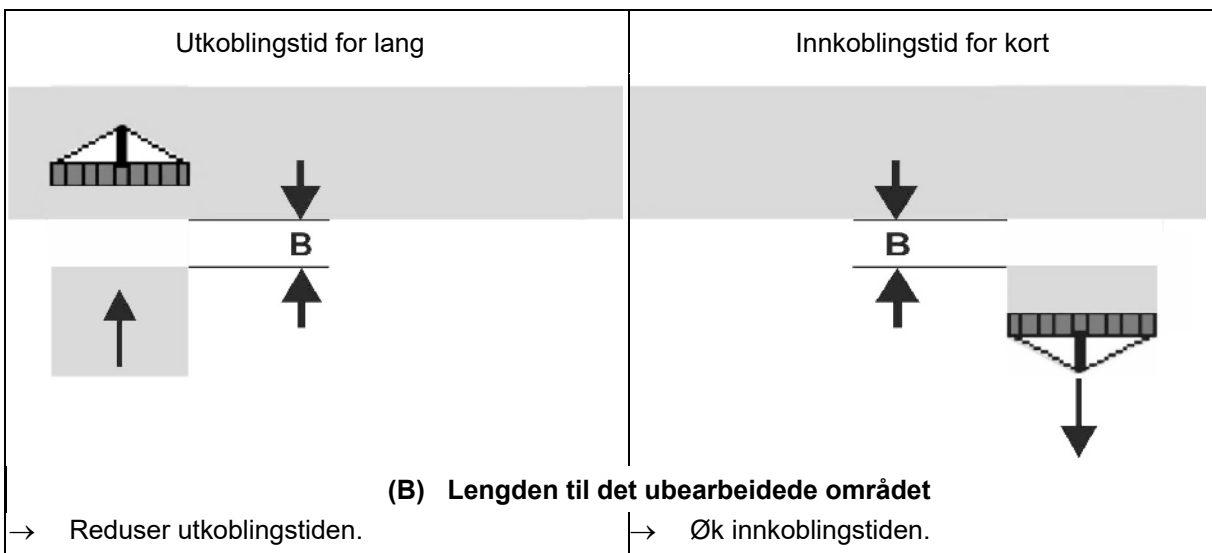 Utkoblingstid for lang
Innkoblingstid for kort
B
B
(B) Lengden til det ubearbeidede området
→ Reduser utkoblingstiden.
→ Øk innkoblingstiden.